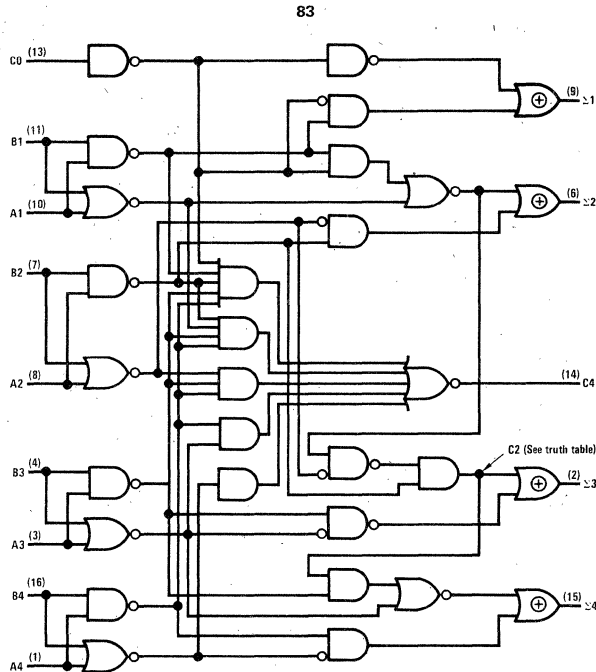 83
C0 (13)
(9) Σ1
B1 (11)
A1 (10)
(6) Σ2
B2 (7)
A2 (8)
(14) C4
C2 (See truth table)
B3 (4)
(2) Σ3
A3 (3)
B4 (16)
(15) Σ4
A4 (1)